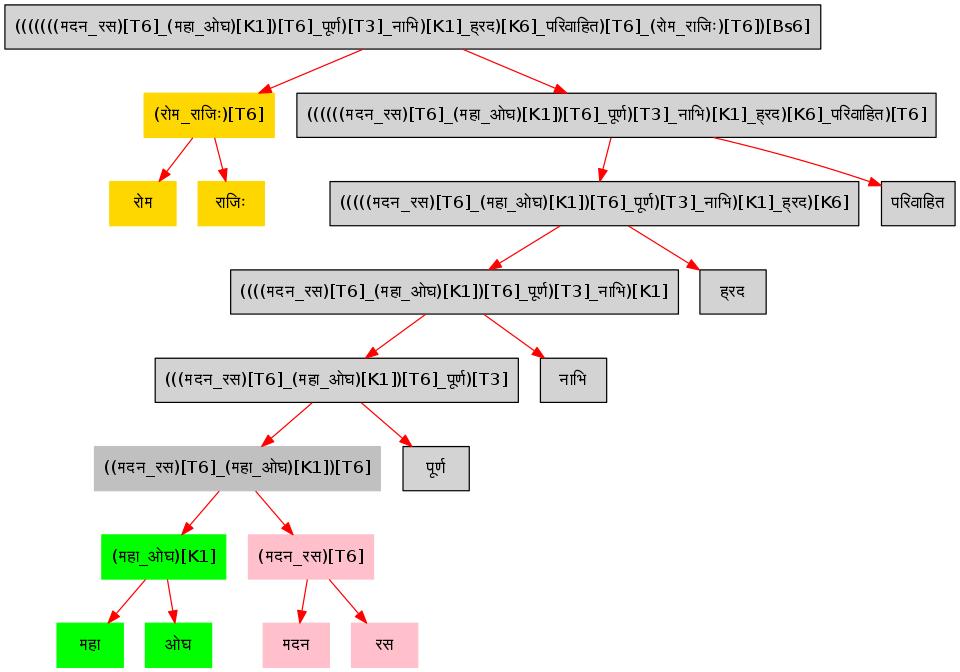 (((((((मदन_रस)[T6]_(महा_ओघ)[K1])[T6]_पूर्ण)[T3]_नाभि)[K1]_ह्रद)[K6]_परिवाहित)[T6]_(रोम_राजिः)[T6])[Bs6]
(रोम_राजिः)[T6]
((((((मदन_रस)[T6]_(महा_ओघ)[K1])[T6]_पूर्ण)[T3]_नाभि)[K1]_ह्रद)[K6]_परिवाहित)[T6]
रोम
राजिः
(((((मदन_रस)[T6]_(महा_ओघ)[K1])[T6]_पूर्ण)[T3]_नाभि)[K1]_ह्रद)[K6]
परिवाहित
((((मदन_रस)[T6]_(महा_ओघ)[K1])[T6]_पूर्ण)[T3]_नाभि)[K1]
ह्रद
(((मदन_रस)[T6]_(महा_ओघ)[K1])[T6]_पूर्ण)[T3]
नाभि
((मदन_रस)[T6]_(महा_ओघ)[K1])[T6]
पूर्ण
(महा_ओघ)[K1]
(मदन_रस)[T6]
महा
ओघ
मदन
रस